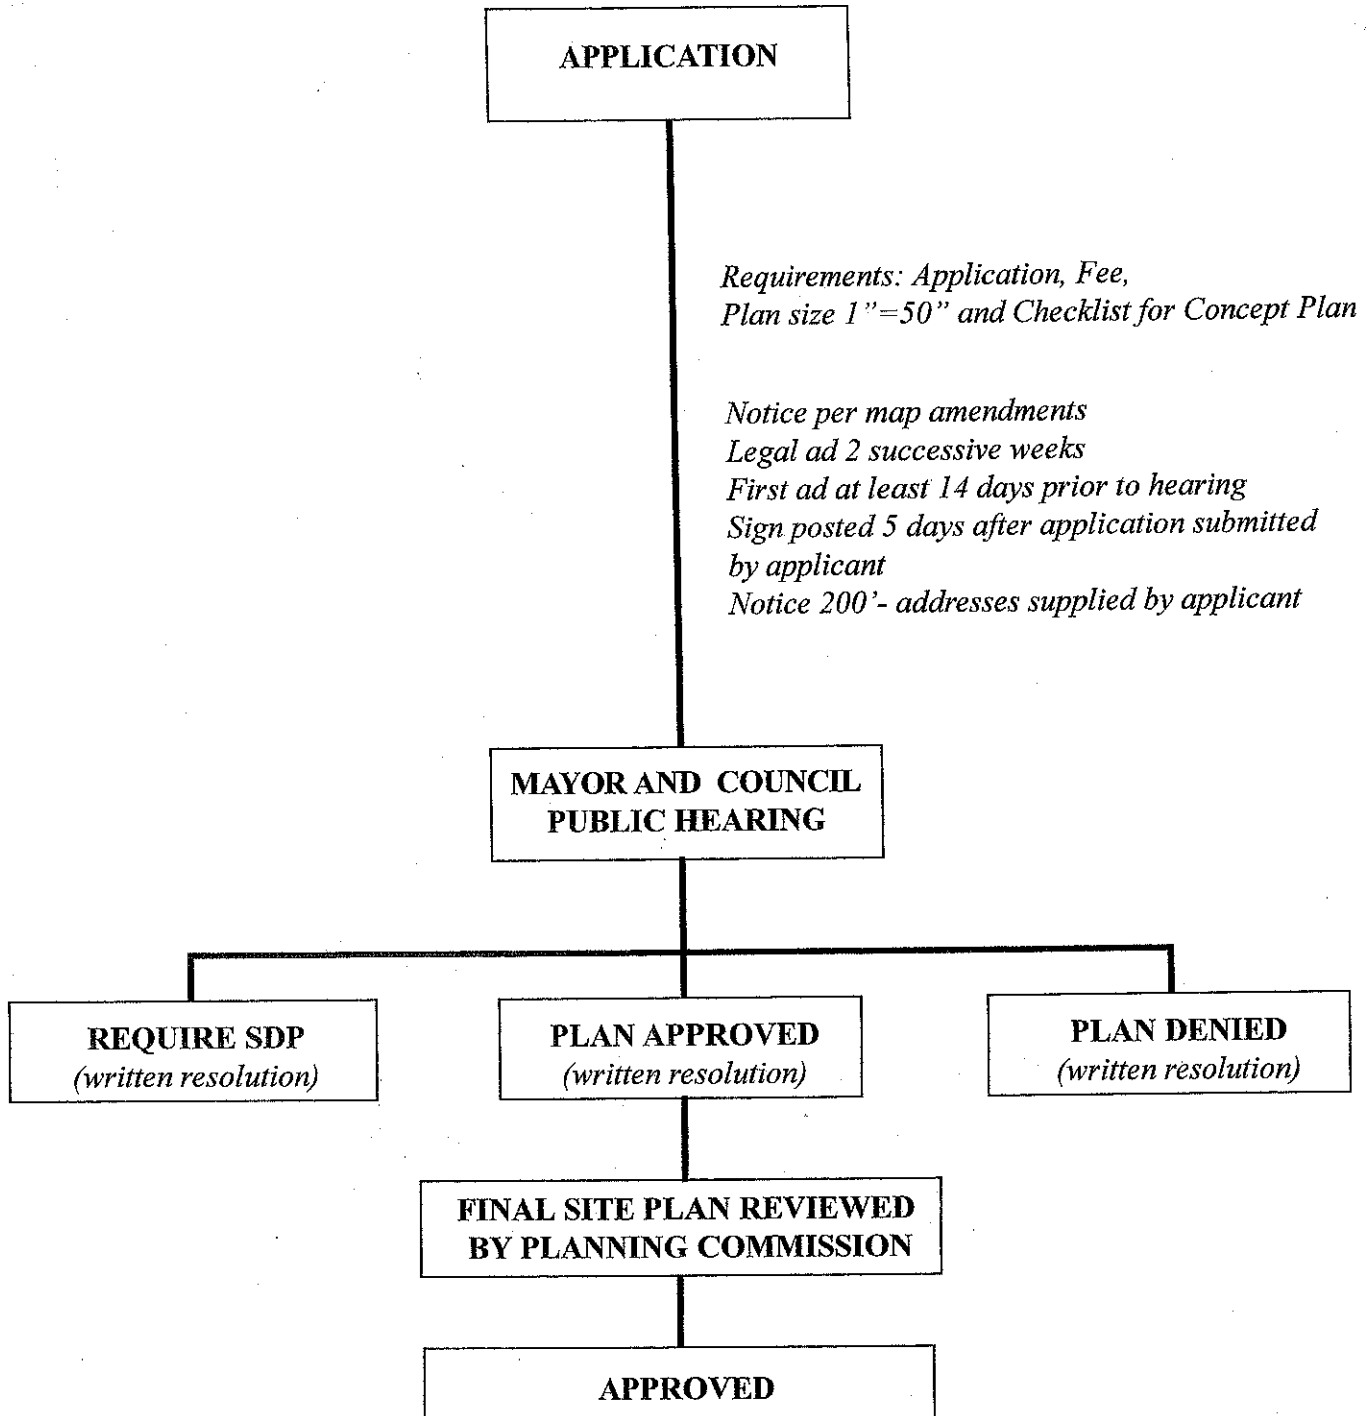 APPLICATION
Requirements: Application, Fee,
Plan size 1"=50" and Checklist for Concept Plan
Notice per map amendments
Legal ad 2 successive weeks
First ad at least 14 days prior to hearing
Sign posted 5 days after application submitted
by applicant
Notice 200'- addresses supplied by applicant
MAYOR AND COUNCIL
PUBLIC HEARING
REQUIRE SDP
(written resolution)
PLAN APPROVED
(written resolution)
PLAN DENIED
(written resolution)
FINAL SITE PLAN REVIEWED
BY PLANNING COMMISSION
APPROVED